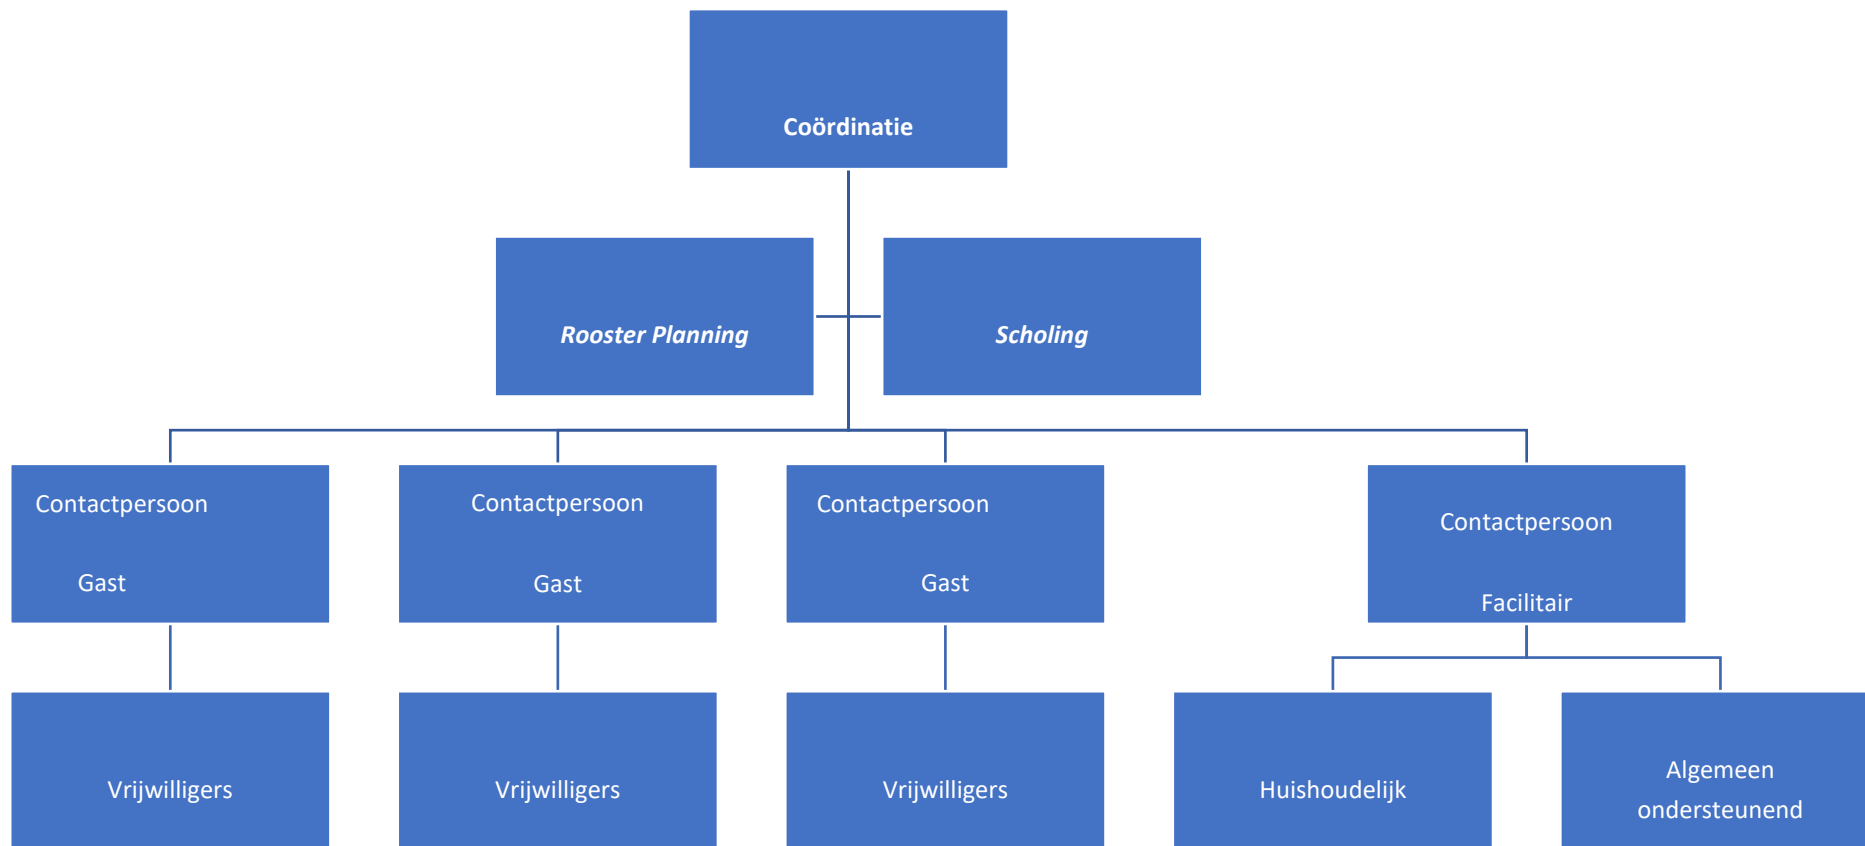 Coördinatie
Rooster Planning
Scholing
Contactpersoon
Gast
Contactpersoon
Gast
Contactpersoon
Gast
Contactpersoon
Facilitair
Vrijwilligers
Vrijwilligers
Vrijwilligers
Huishoudelijk
Algemeen
ondersteunend